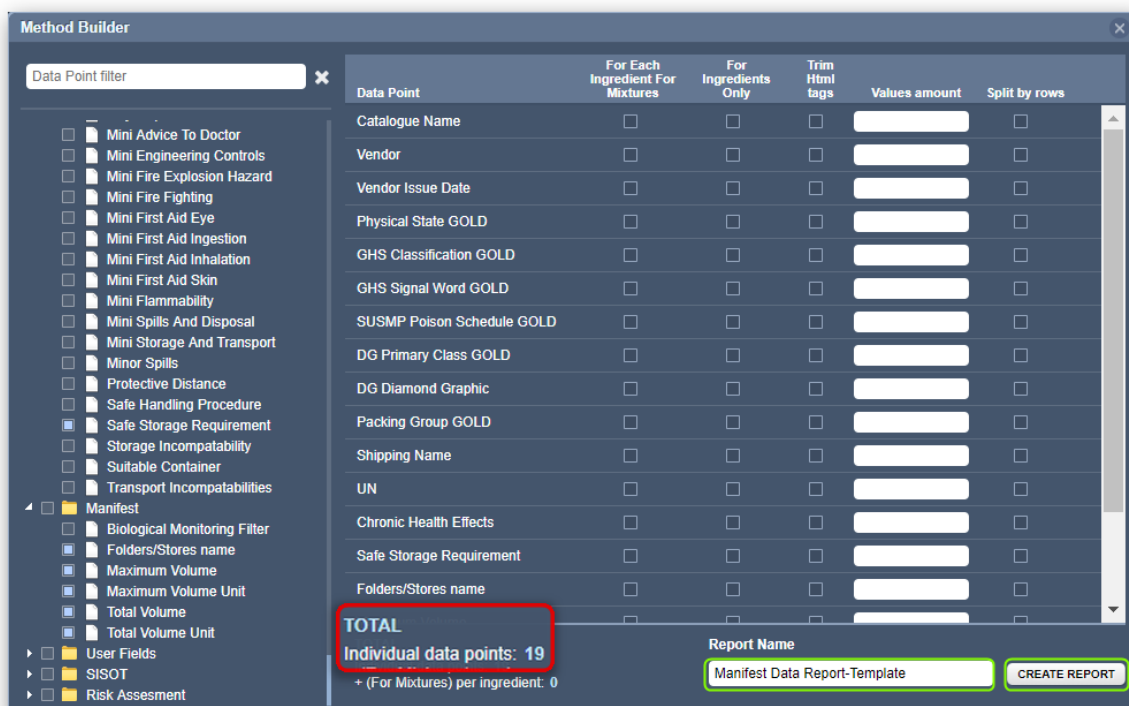 Method Builder
Data Point filter
Mini Advice To Doctor
Mini Engineering Controls
Mini Fire Explosion Hazard
Mini Fire Fighting
Mini First Aid Eye
Mini First Aid Ingestion
Mini First Aid Inhalation
Mini First Aid Skin
Mini Flammability
Mini Spills And Disposal
Mini Storage And Transport
Minor Spills
Protective Distance
Safe Handling Procedure
Safe Storage Requirement
Storage Incompatability
Suitable Container
Transport Incompatabilities
Manifest
Biological Monitoring Filter
Folders/Stores name
Maximum Volume
Maximum Volume Unit
Total Volume
Total Volume Unit
User Fields
SISOT
Risk Assesment
Data Point
For Each
Ingredient For
Mixtures
For
Ingredients
Only
Trim
Html
tags
Values amount
Split by rows
Catalogue Name
Vendor
Vendor Issue Date
Physical State GOLD
GHS Classification GOLD
GHS Signal Word GOLD
SUSMP Poison Schedule GOLD
DG Primary Class GOLD
DG Diamond Graphic
Packing Group GOLD
Shipping Name
UN
Chronic Health Effects
Safe Storage Requirement
Folders/Stores name
TOTAL
Individual data points: 19
+ (For Mixtures) per ingredient: 0
Report Name
Manifest Data Report-Template
CREATE REPORT